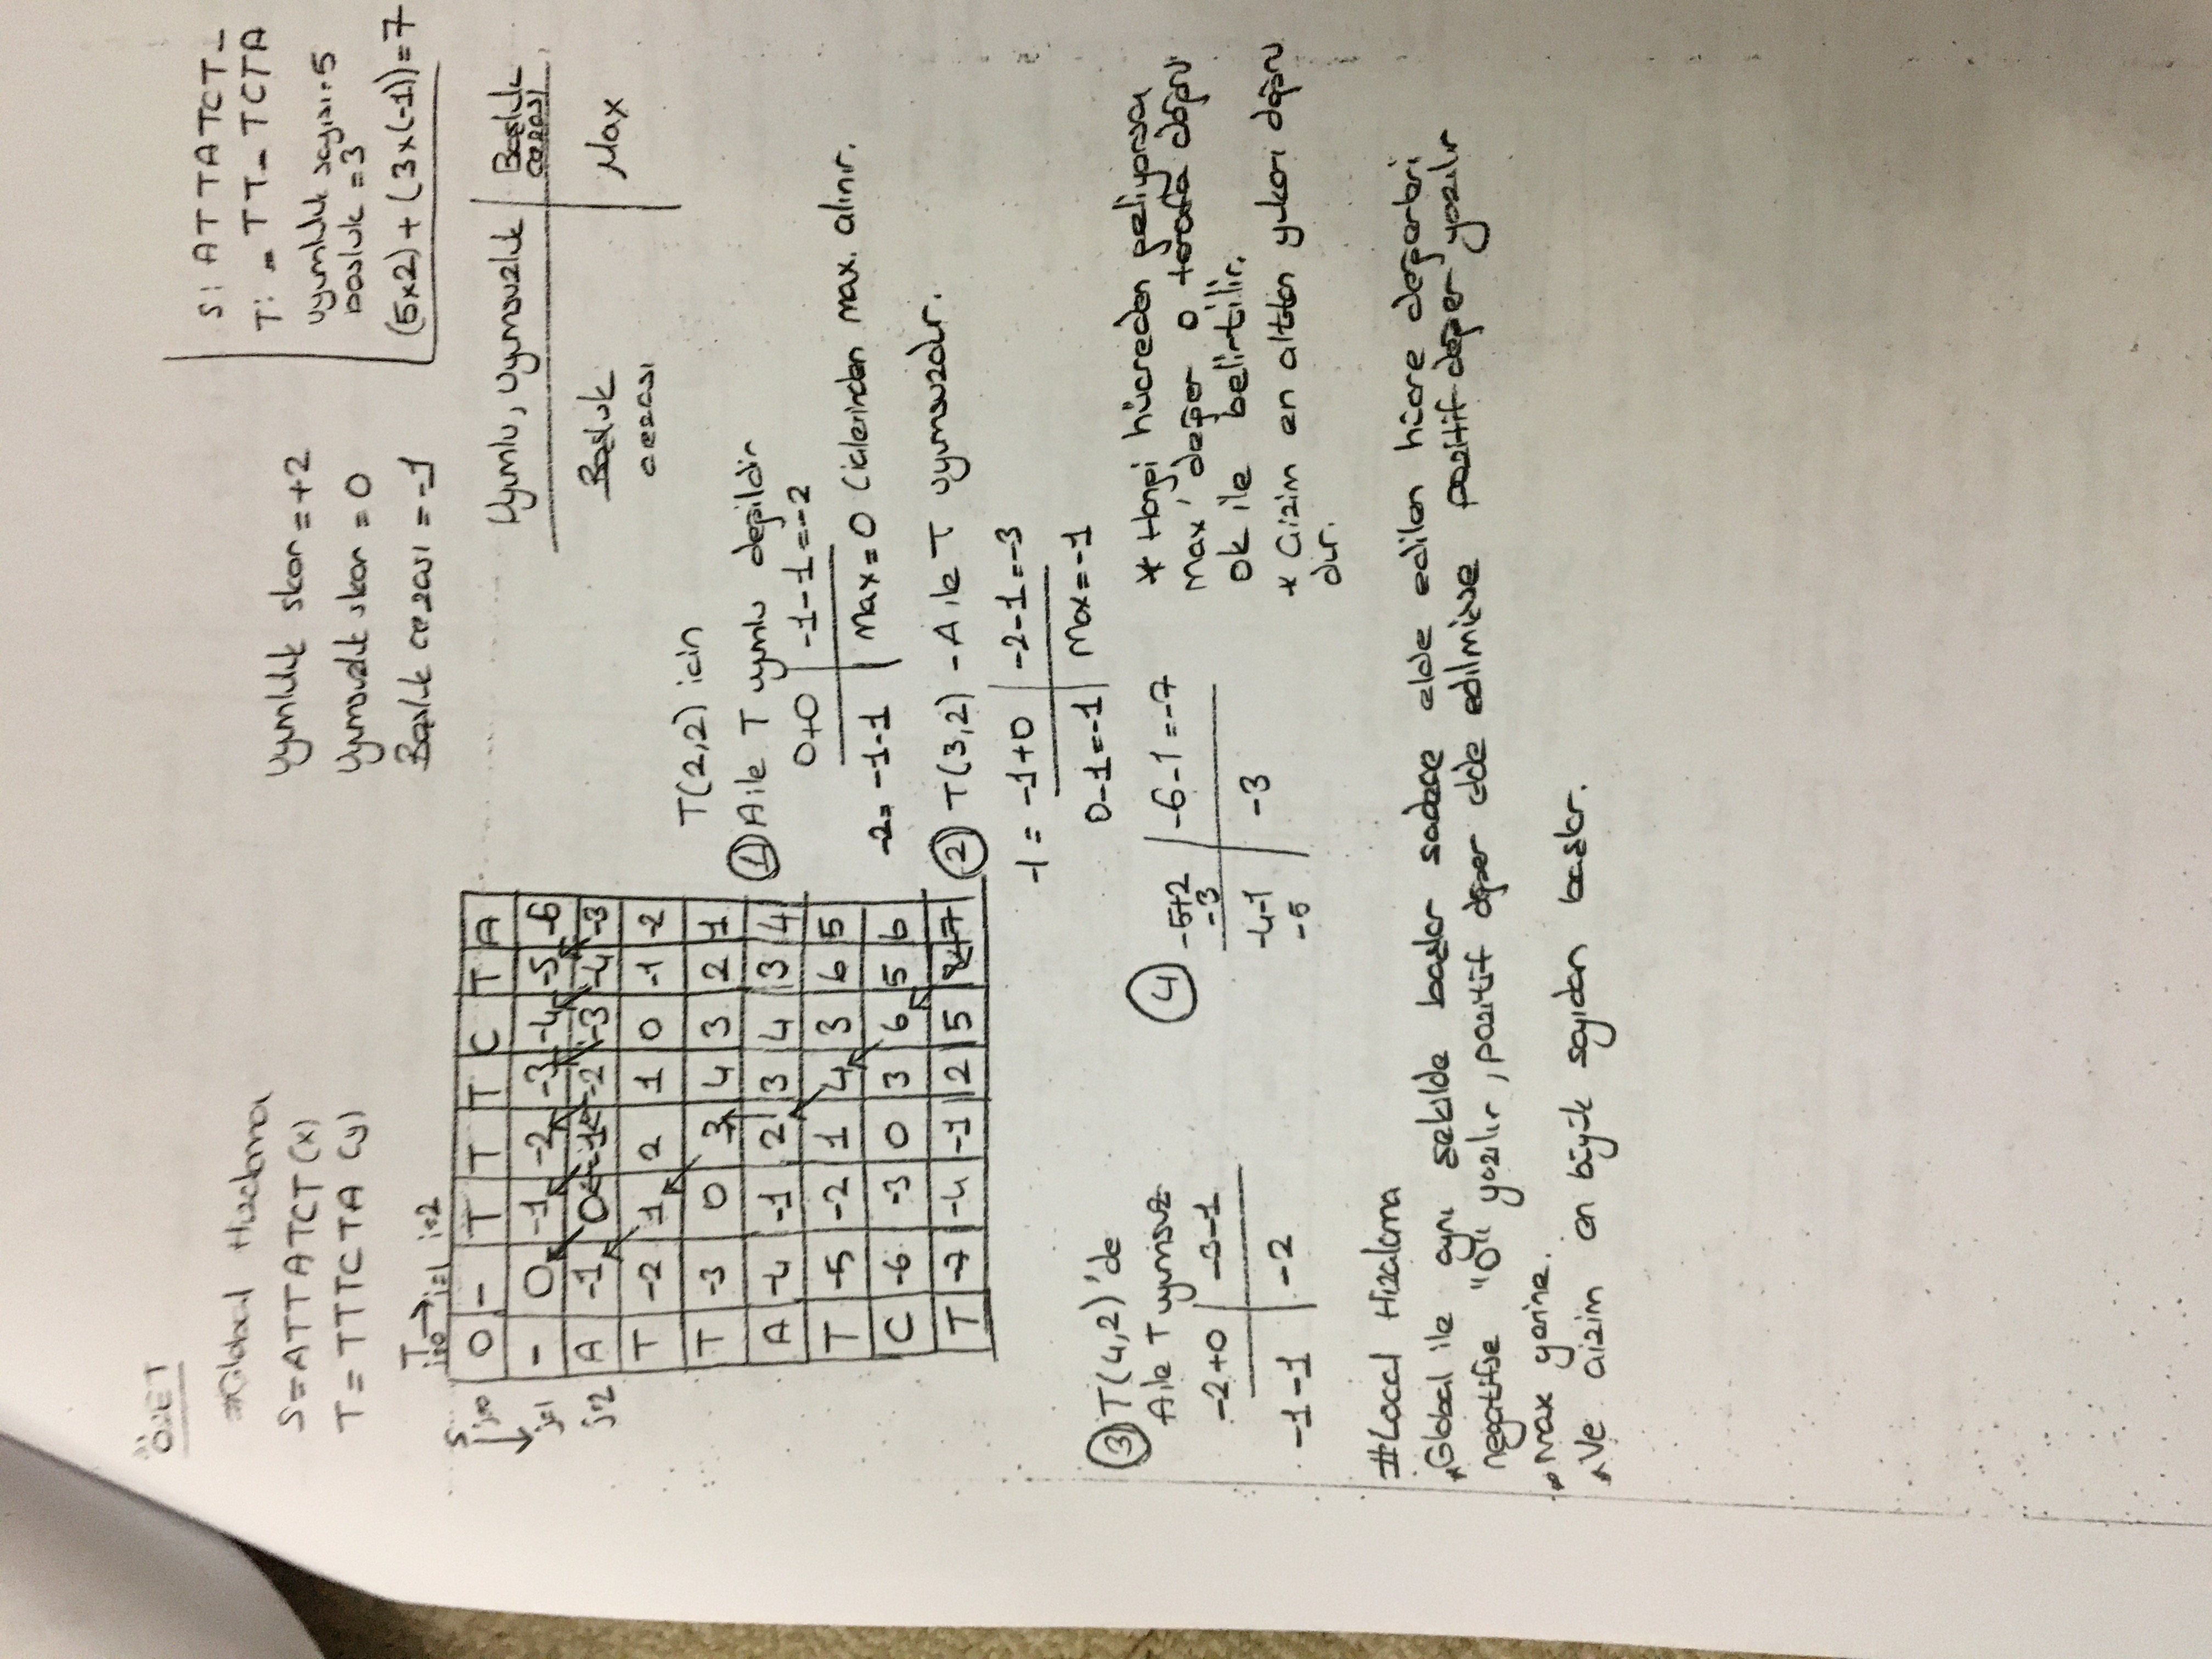 ÖZET
#Global Hizalama
S=ATTATCT (x)
T=TTTCTA (y)
Uyumluluk skor = +2
Uyumsuzluk skor = 0
Boşluk cezası = -1
S: ATTATCT_
T: _TT_TCTA
uyumluluk sayısı=5
boşluk = 3
(5x2) + (3x(-1))=7
T →
i=0 i=1 i=2
S ↓
j=0 0 - T T T C T A
j=1 - 0 -1 -2 -3 -4 -5 -6
j=2 A -1 0 -1 -2 -3 -4 -3
T -2 1 2 1 0 -1 -2
T -3 0 3 4 3 2 1
A -4 -1 2 3 4 3 4
T -5 -2 1 4 3 6 5
C -6 -3 0 3 6 5 6
T -7 -4 -1 2 5 8 7
Uyumlu, uyumsuzluk | Boşluk cezası
Boşluk cezası | Max
T(2,2) icin
① A ile T uyumlu değildir
0+0 | -1-1=-2
-2= -1-1 | Max=0 (iclerinden max. alınır.
② T(3,2) - A ile T uyumsuzdur.
-1 = -1+0 | -2-1=-3
0-1=-1 | Max=-1
③ T(4,2)'de
A ile T uyumsuz
-2+0 | -3-1
-1-1 | -2
④ -5+2 | -6-1=-7
-3
-4-1 | -3
-5
* Hangi hücreden geliyorsa
max' değer o tarafa doğru
ok ile belirtilir.
* Cizim en alttan yukarı doğru
dur.
#Local Hizalama
Global ile aynı şekilde başlar sadece elde edilen hücre değerleri
negatifse "0" yazılır, pozitif değer elde edilmişse pozitif değer yazılır
max yerine.
Ve cizim en büyük sayıdan başlar.